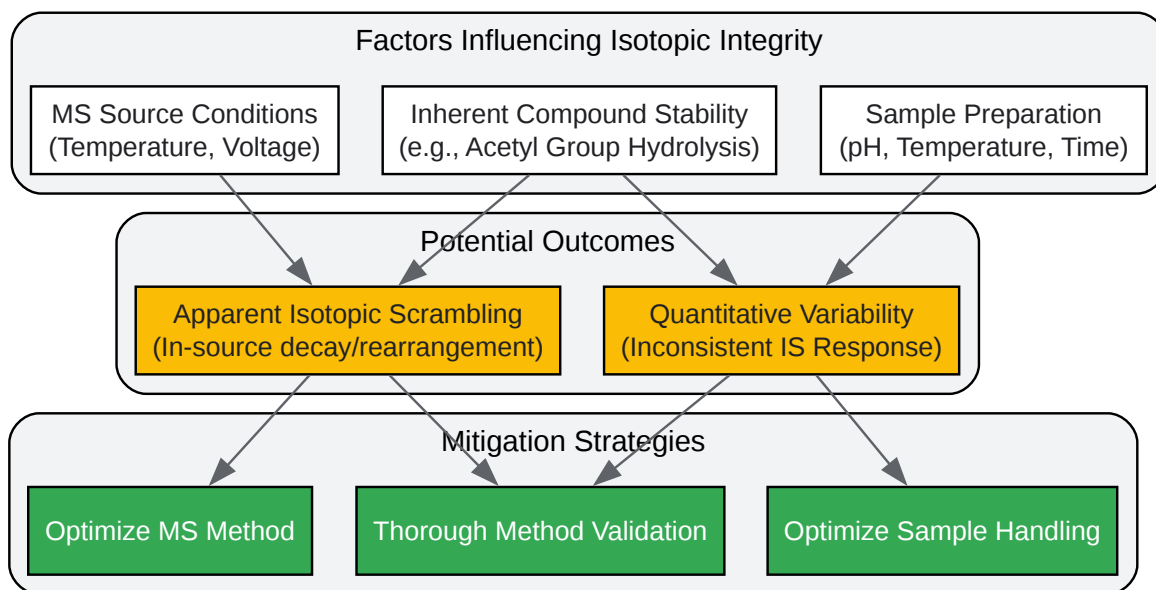 Factors Influencing Isotopic Integrity
MS Source Conditions
(Temperature, Voltage)
Inherent Compound Stability
(e.g., Acetyl Group Hydrolysis)
Sample Preparation
(pH, Temperature, Time)
Potential Outcomes
Apparent Isotopic Scrambling
(In-source decay/rearrangement)
Quantitative Variability
(Inconsistent IS Response)
Mitigation Strategies
Optimize MS Method
Thorough Method Validation
Optimize Sample Handling